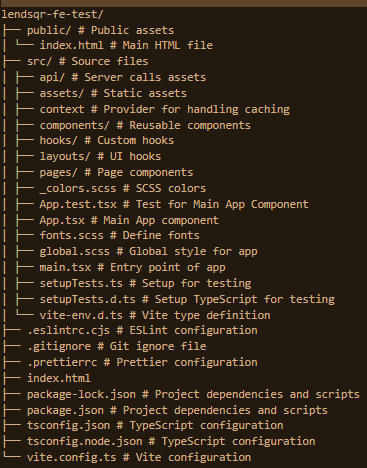 lendsqr-fe-test/
├── public/ # Public assets
│ └── index.html # Main HTML file
├── src/ # Source files
│ ├── api/ # Server calls assets
│ ├── assets/ # Static assets
│ ├── context # Provider for handling caching
│ ├── components/ # Reusable components
│ ├── hooks/ # Custom hooks
│ ├── layouts/ # UI hooks
│ ├── pages/ # Page components
│ ├── _colors.scss # SCSS colors
│ ├── App.test.tsx # Test for Main App Component
│ ├── App.tsx # Main App component
│ ├── fonts.scss # Define fonts
│ ├── global.scss # Global style for app
│ ├── main.tsx # Entry point of app
│ ├── setupTests.ts # Setup for testing
│ ├── setupTests.d.ts # Setup TypeScript for testing
│ └── vite-env.d.ts # Vite type definition
├── .eslintrc.cjs # ESLint configuration
├── .gitignore # Git ignore file
├── .prettierrc # Prettier configuration
├── index.html
├── package-lock.json # Project dependencies and scripts
├── package.json # Project dependencies and scripts
├── tsconfig.json # TypeScript configuration
├── tsconfig.node.json # TypeScript configuration
└── vite.config.ts # Vite configuration